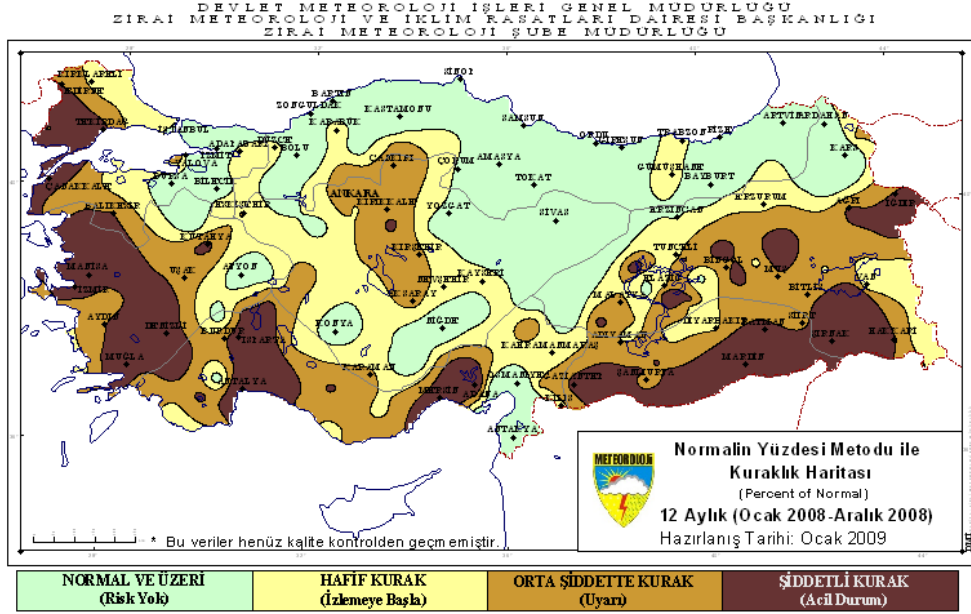 DEVLET METEOROLOJİ İŞLERİ GENEL MÜDÜRLÜĞÜ
ZİRAİ METEOROLOJİ VE İKLİM RASATLARI DAİRESİ BAŞKANLIĞI
ZİRAİ METEOROLOJİ ŞUBE MÜDÜRLÜĞÜ
SİNOP
BARTIN
ZONGULDAK
KASTAMONU
KARABÜK
TEKİRDAĞ
İSTANBUL
SAMSUN
ORDU
TRABZON
RİZE
ARTVİN
ARDAHAN
DÜZCE
BOLU
İZMİT
YALOVA
ÇANKIRI
ÇORUM
AMASYA
GÜMÜŞHANE
KARS
ÇANAKKALE
BURSA
BİLECİK
TOKAT
BAYBURT
ANKARA
KIRIKKALE
BALIKESİR
ESKİŞEHİR
YOZGAT
SİVAS
ERZİNCAN
ERZURUM
AĞRI
IĞDIR
KÜTAHYA
KIRŞEHİR
TUNCELİ
BİNGÖL
MUŞ
VAN
MANİSA
UŞAK
AFYON
NEVŞEHİR
KAYSERİ
ELAZIĞ
İZMİR
AKSARAY
MALATYA
BİTLİS
AYDIN
DENİZLİ
BURDUR
ISPARTA
KONYA
NİĞDE
ADIYAMAN
DİYARBAKIR
BATMAN
SİİRT
ŞIRNAK
HAKKARİ
MUĞLA
KAHRAMANMARAŞ
MARDİN
ANTALYA
KARAMAN
MERSİN
ADANA
OSMANİYE
GAZİANTEP
ŞANLIURFA
KİLİS
ANTAKYA
METEOROLOJİ
Normalin Yüzdesi Metodu ile
Kuraklık Haritası
(Percent of Normal)
12 Aylık (Ocak 2008-Aralık 2008)
Hazırlanış Tarihi: Ocak 2009
* Bu veriler henüz kalite kontrolden geçmemiştir.
NORMAL VE ÜZERİ
(Risk Yok)
HAFİF KURAK
(İzlemeye Başla)
ORTA ŞİDDETTE KURAK
(Uyarı)
ŞİDDETLİ KURAK
(Acil Durum)